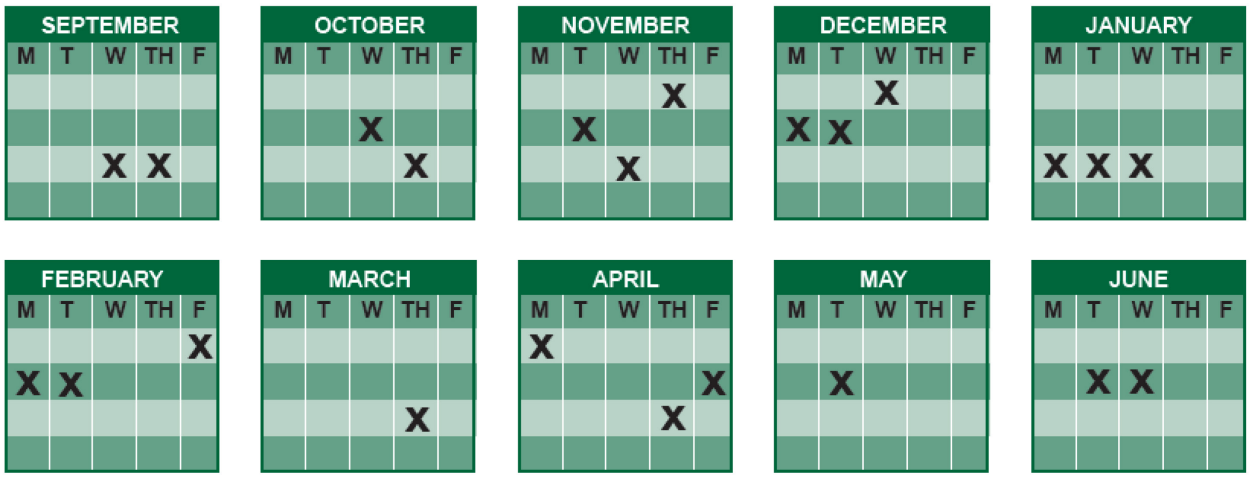 SEPTEMBER OCTOBER NOVEMBER DECEMBER JANUARY
M T W TH F M T W TH F M T W TH F M T W TH F M T W TH F
X X X
X X X X
X X X X X X X
FEBRUARY MARCH APRIL MAY JUNE
M T W TH F M T W TH F M T W TH F M T W TH F M T W TH F
X X
X X X X X X
X X